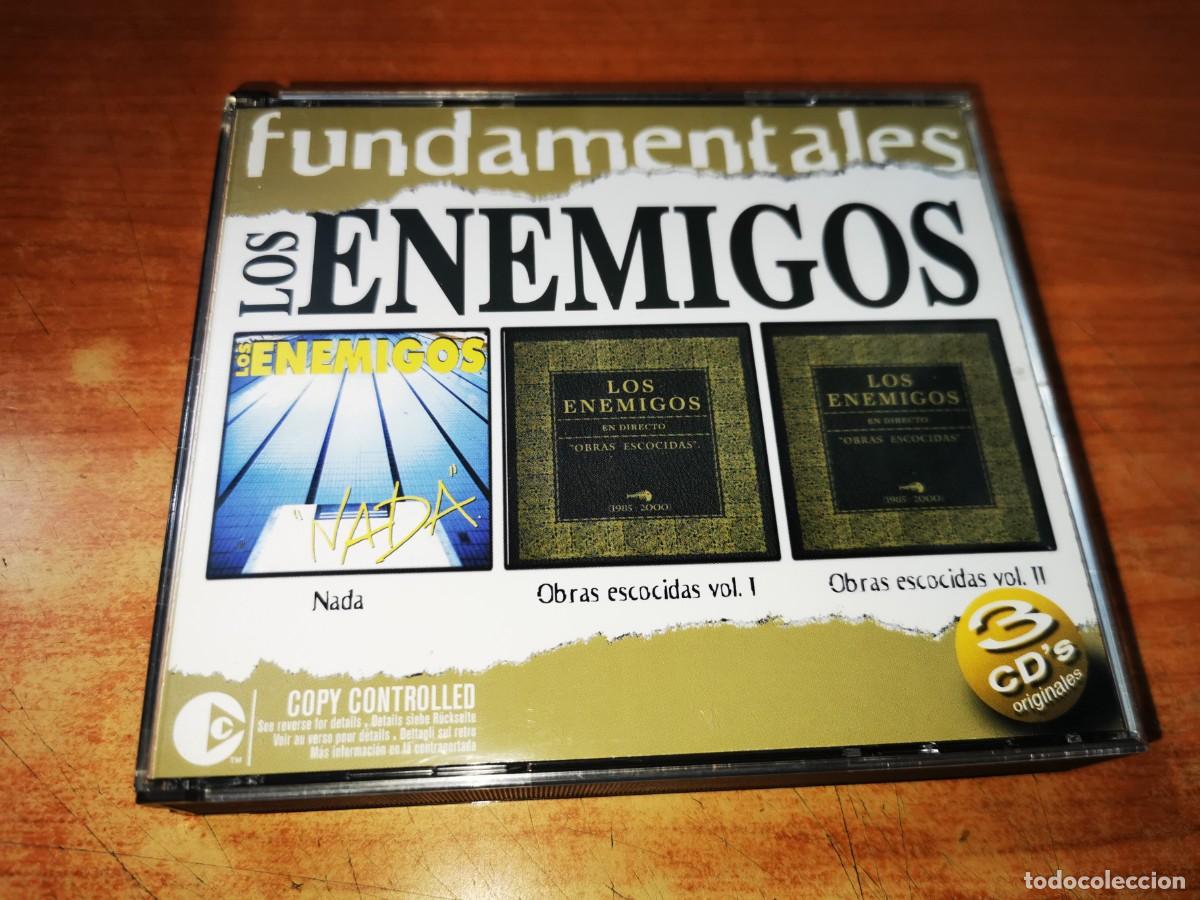 fundamentales
LOS ENEMIGOS
LOS ENEMIGOS
"NADA"
LOS
ENEMIGOS
EN DIRECTO
"OBRAS ESCOCIDAS"
(1985 - 2000)
LOS
ENEMIGOS
EN DIRECTO
"OBRAS ESCOCIDAS"
(1985 - 2000)
Nada
Obras escocidas vol. I
Obras escocidas vol. II
3
CD's
originales
C
TM
COPY CONTROLLED
See reverse for details . Details siehe Rückseite
Voir au verso pour détails . Dettagli sul retro
Más información en la contraportada
todocoleccion